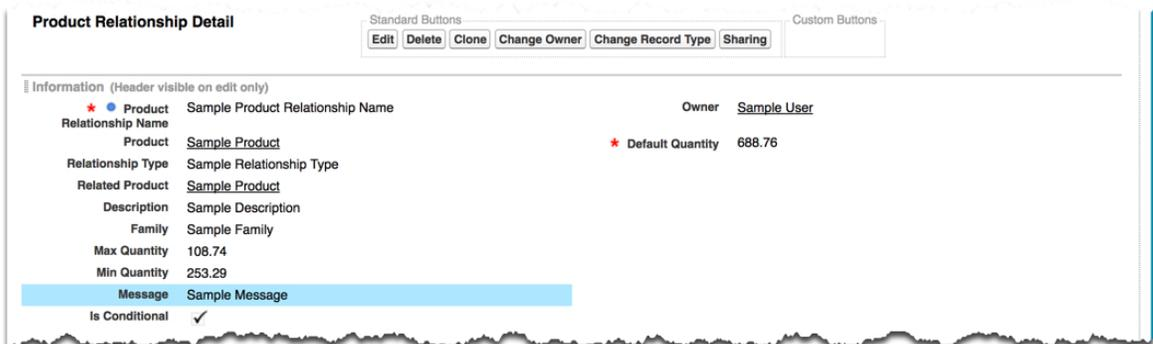 Product Relationship Detail
Standard Buttons
Custom Buttons
Edit Delete Clone Change Owner Change Record Type Sharing
Information (Header visible on edit only)
* Product Relationship Name Sample Product Relationship Name
Owner Sample User
Product Sample Product
* Default Quantity 688.76
Relationship Type Sample Relationship Type
Related Product Sample Product
Description Sample Description
Family Sample Family
Max Quantity 108.74
Min Quantity 253.29
Message Sample Message
Is Conditional ✓